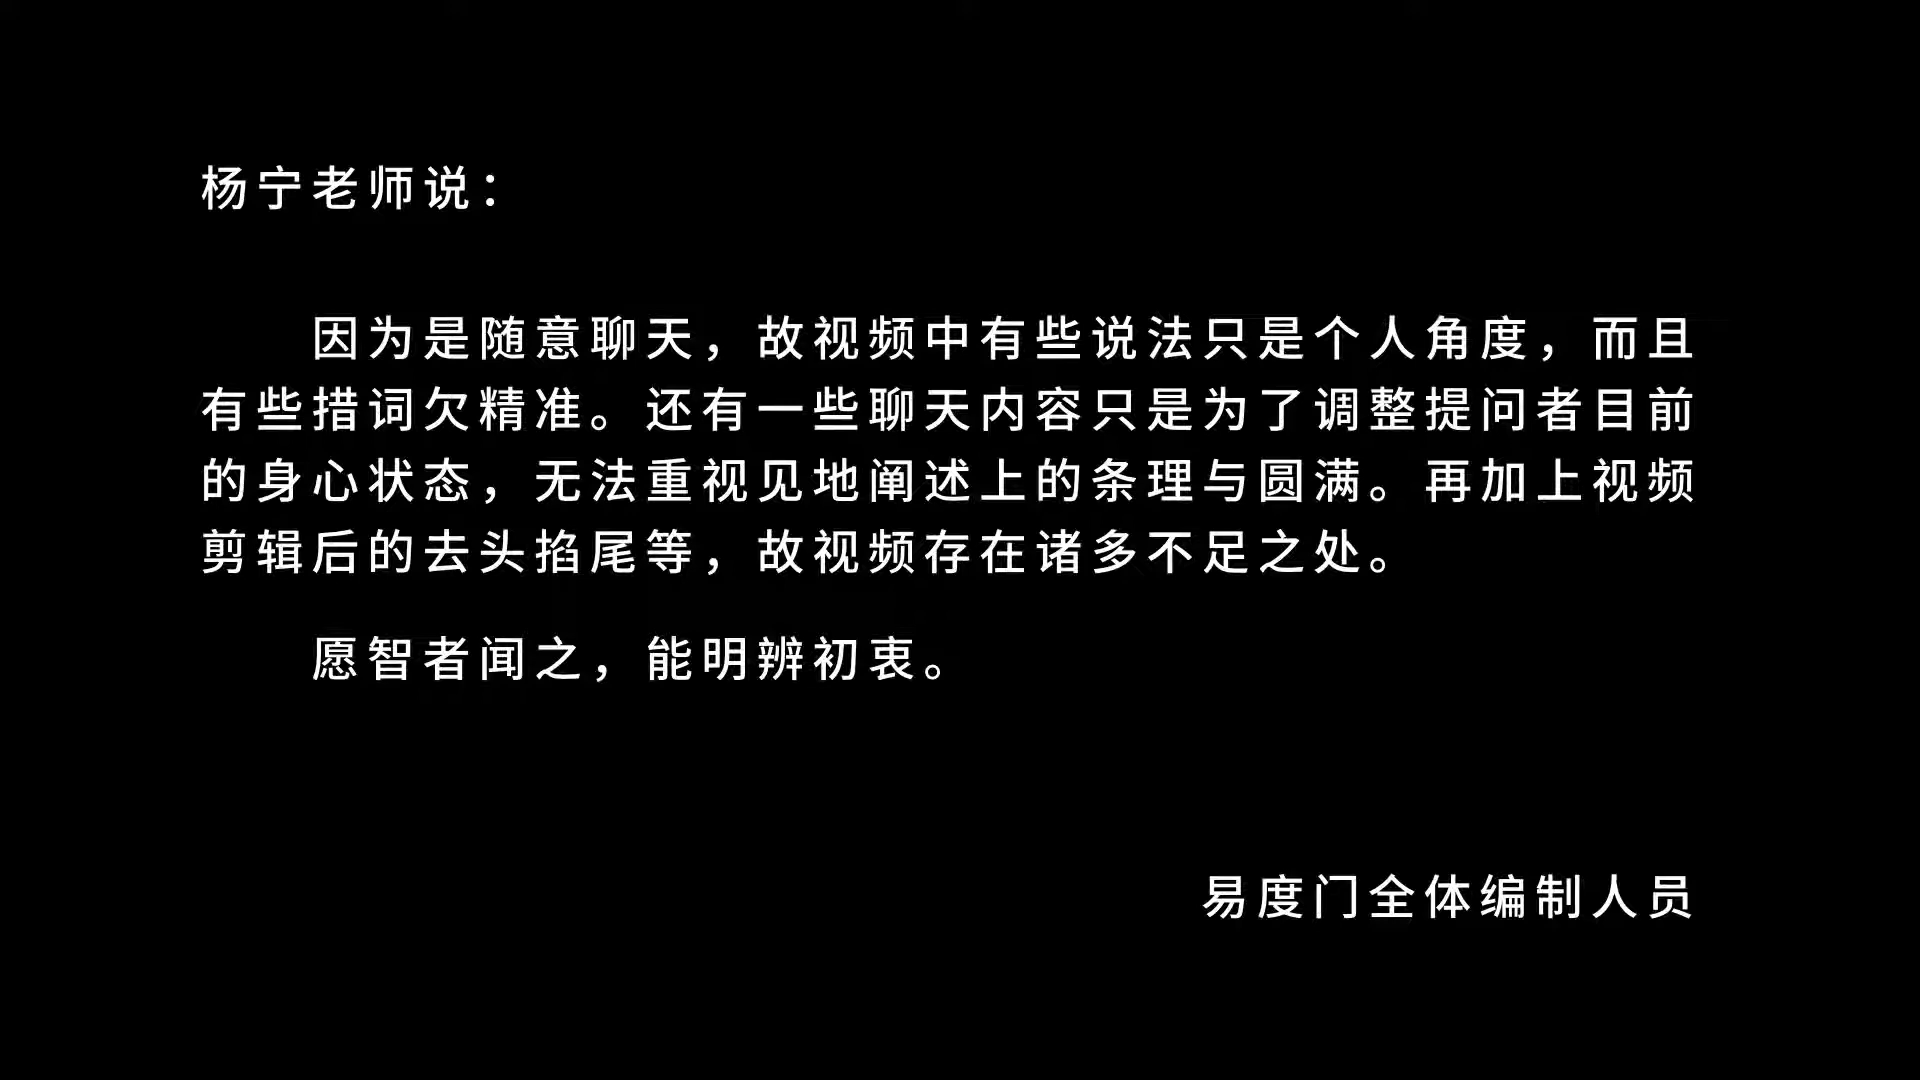 杨宁老师说：
因为是随意聊天，故视频中有些说法只是个人角度，而且
有些措词欠精准。还有一些聊天内容只是为了调整提问者目前
的身心状态，无法重视见地阐述上的条理与圆满。再加上视频
剪辑后的去头掐尾等，故视频存在诸多不足之处。
愿智者闻之，能明辨初衷。
易度门全体编制人员